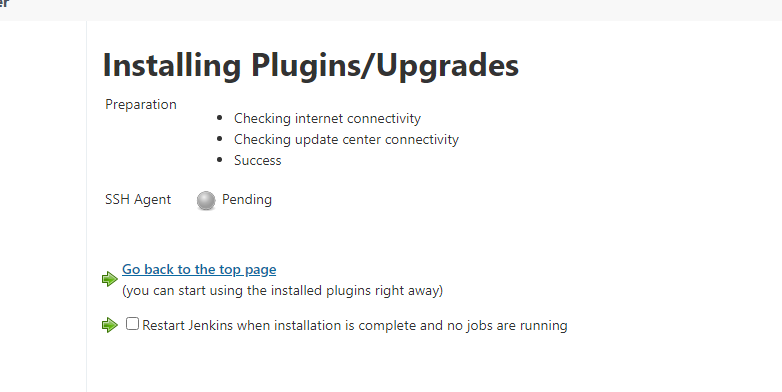 Installing Plugins/Upgrades
Preparation
Checking internet connectivity
Checking update center connectivity
Success
SSH Agent Pending
Go back to the top page
(you can start using the installed plugins right away)
Restart Jenkins when installation is complete and no jobs are running